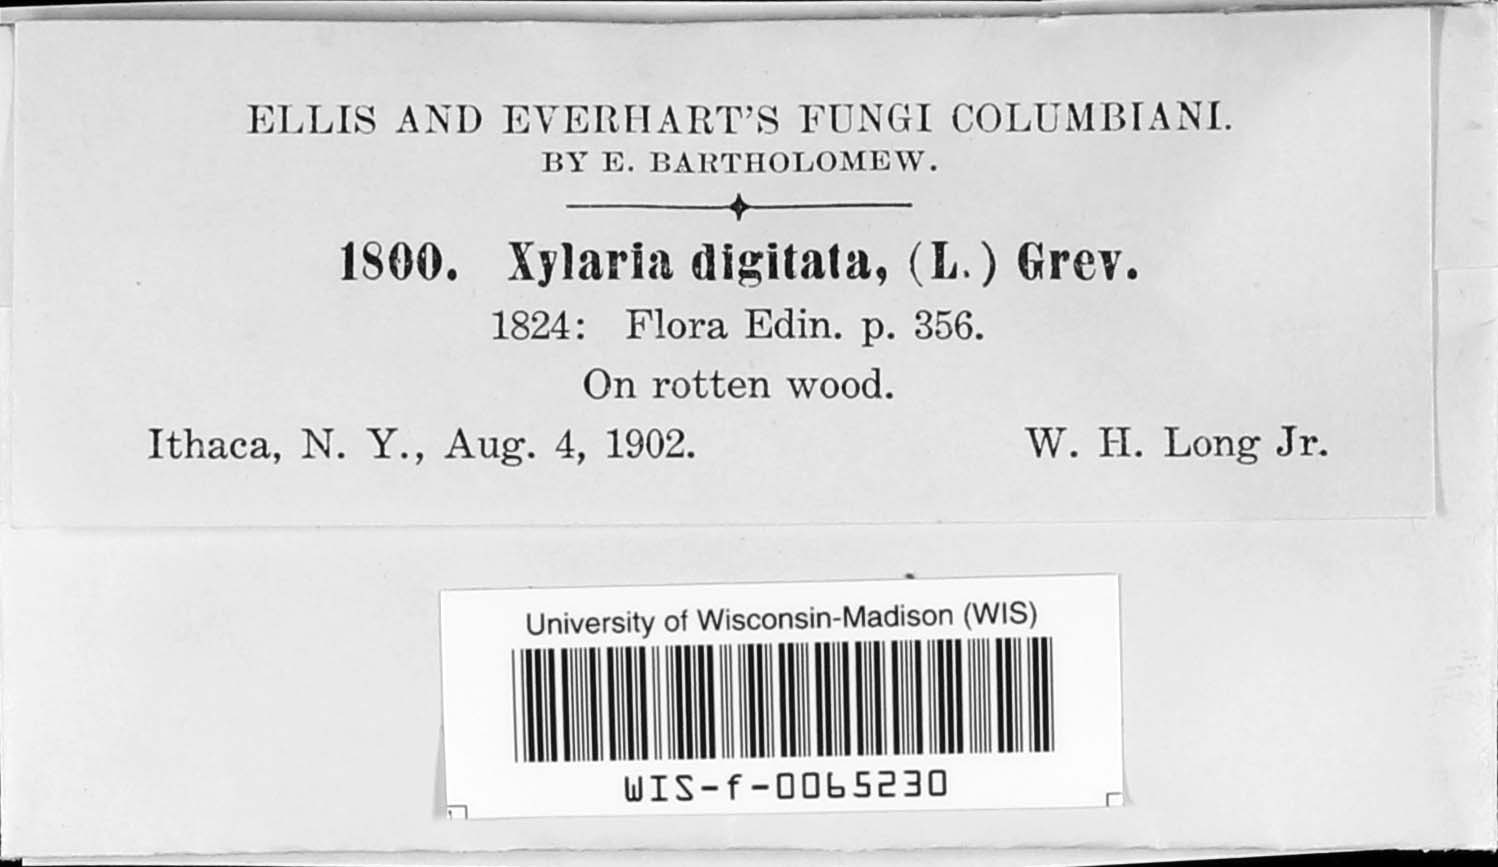 ELLIS AND EVERHART'S FUNGI COLUMBIANI.
BY E. BARTHOLOMEW.
1800. Xylaria digitata, (L.) Grev.
1824: Flora Edin. p. 356.
On rotten wood.
Ithaca, N. Y., Aug. 4, 1902. W. H. Long Jr.
University of Wisconsin-Madison (WIS)
WIS-f-0065230